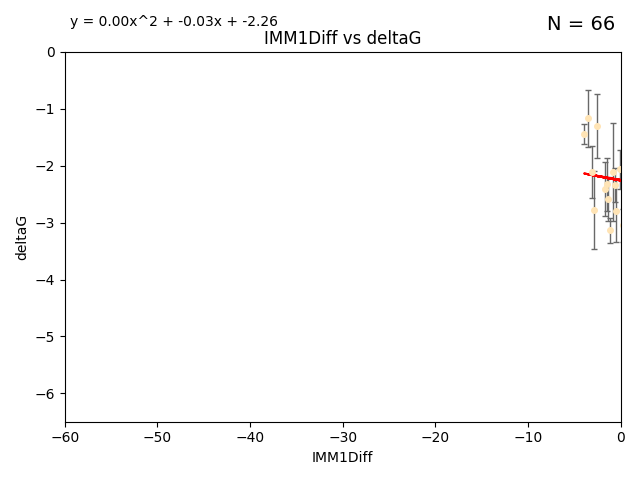 y = 0.00x^2 + -0.03x + -2.26
N = 66
IMM1Diff vs deltaG
0
−1
−2
−3
−4
−5
−6
deltaG
−60
−50
−40
−30
−20
−10
0
IMM1Diff